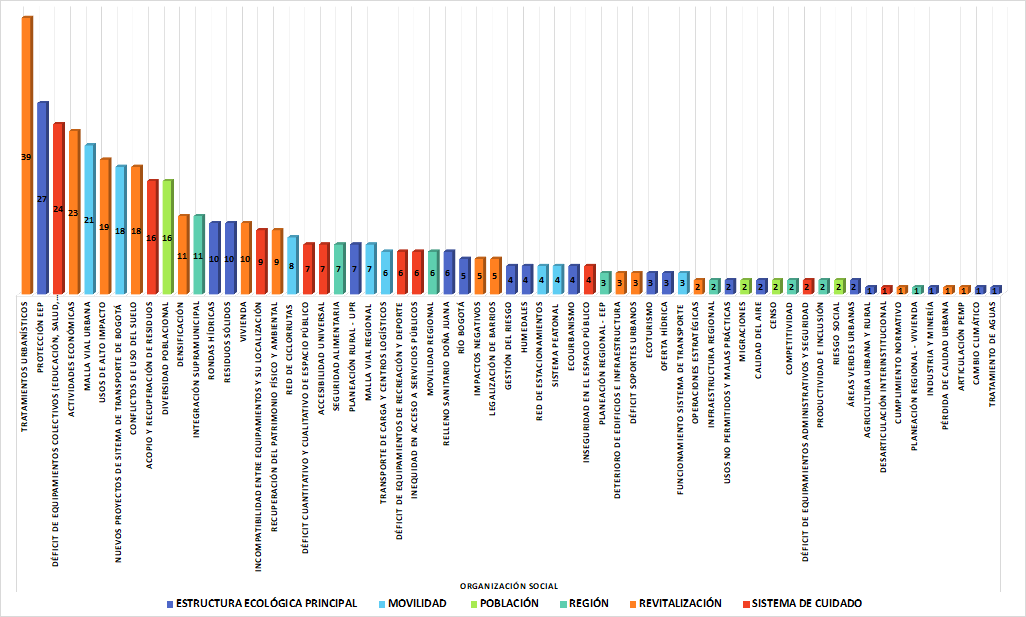 39
27
24
23
21
19
18
18
16
16
11
11
10
10
10
9
9
8
7
7
7
7
7
6
6
6
6
6
5
5
5
4
4
4
4
4
4
3
3
3
3
3
3
2
2
2
2
2
2
2
2
2
2
2
1
1
1
1
1
1
1
1
1
TRATAMIENTOS URBANÍSTICOS
PROTECCIÓN EEP
DÉFICIT DE EQUIPAMIENTOS COLECTIVOS (EDUCACIÓN, SALUD,...
ACTIVIDADES ECONÓMICAS
MALLA VIAL URBANA
USOS DE ALTO IMPACTO
NUEVOS PROYECTOS DE SITEMA DE TRANSPORTE DE BOGOTÁ
CONFLICTOS DE USO DEL SUELO
ACOPIO Y RECUPERACIÓN DE RESIDUOS
DIVERSIDAD POBLACIONAL
DENSIFICACIÓN
INTEGRACIÓN SUPRAMUNICIPAL
RONDAS HÍDRICAS
RESIDUOS SÓLIDOS
VIVIENDA
INCOMPATIBILIDAD ENTRE EQUIPAMIENTOS Y SU LOCALIZACIÓN
RECUPERACIÓN DEL PATRIMONIO FÍSICO Y AMBIENTAL
RED DE CICLORRUTAS
DÉFICIT CUANTITATIVO Y CUALITATIVO DE ESPACIO PÚBLICO
ACCESIBILIDAD UNIVERSAL
SEGURIDAD ALIMENTARIA
PLANEACIÓN RURAL - UPR
MALLA VIAL REGIONAL
TRANSPORTE DE CARGA Y CENTROS LOGÍSTICOS
DÉFICIT DE EQUIPAMIENTOS DE RECREACIÓN Y DEPORTE
INEQUIDAD EN ACCESO A SERVICIOS PÚBLICOS
MOVILIDAD REGIONAL
RELLENO SANITARIO DOÑA JUANA
RÍO BOGOTÁ
IMPACTOS NEGATIVOS
LEGALIZACIÓN DE BARRIOS
GESTIÓN DEL RIESGO
HUMEDALES
RED DE ESTACIONAMIENTOS
SISTEMA PEATONAL
ECOURBANISMO
INSEGURIDAD EN EL ESPACIO PÚBLICO
PLANEACIÓN REGIONAL- EEP
DETERIORO DE EDIFICIOS E INFRAESTRUCTURA
DÉFICIT SOPORTES URBANOS
ECOTURISMO
OFERTA HÍDRICA
FUNCIONAMIENTO SISTEMA DE TRANSPORTE
OPERACIONES ESTRATÉGICAS
INFRAESTRUCTURA REGIONAL
USOS NO PERMITIDOS Y MALAS PRÁCTICAS
MIGRACIONES
CALIDAD DEL AIRE
CENSO
COMPETITIVIDAD
DÉFICIT DE EQUIPAMIENTOS ADMINISTRATIVOS Y SEGURIDAD
PRODUCTIVIDAD E INCLUSIÓN
RIESGO SOCIAL
ÁREAS VERDES URBANAS
AGRICULTURA URBANA Y RURAL
DESARTICULACIÓN INTERINSTITUCIONAL
CUMPLIMIENTO NORMATIVO
PLANEACIÓN REGIONAL - VIVIENDA
INDUSTRIA Y MINERÍA
PÉRDIDA DE CALIDAD URBANA
ARTICULACIÓN PEMP
CAMBIO CLIMÁTICO
TRATAMIENTO DE AGUAS
ORGANIZACIÓN SOCIAL
ESTRUCTURA ECOLÓGICA PRINCIPAL MOVILIDAD POBLACIÓN REGIÓN REVITALIZACIÓN SISTEMA DE CUIDADO